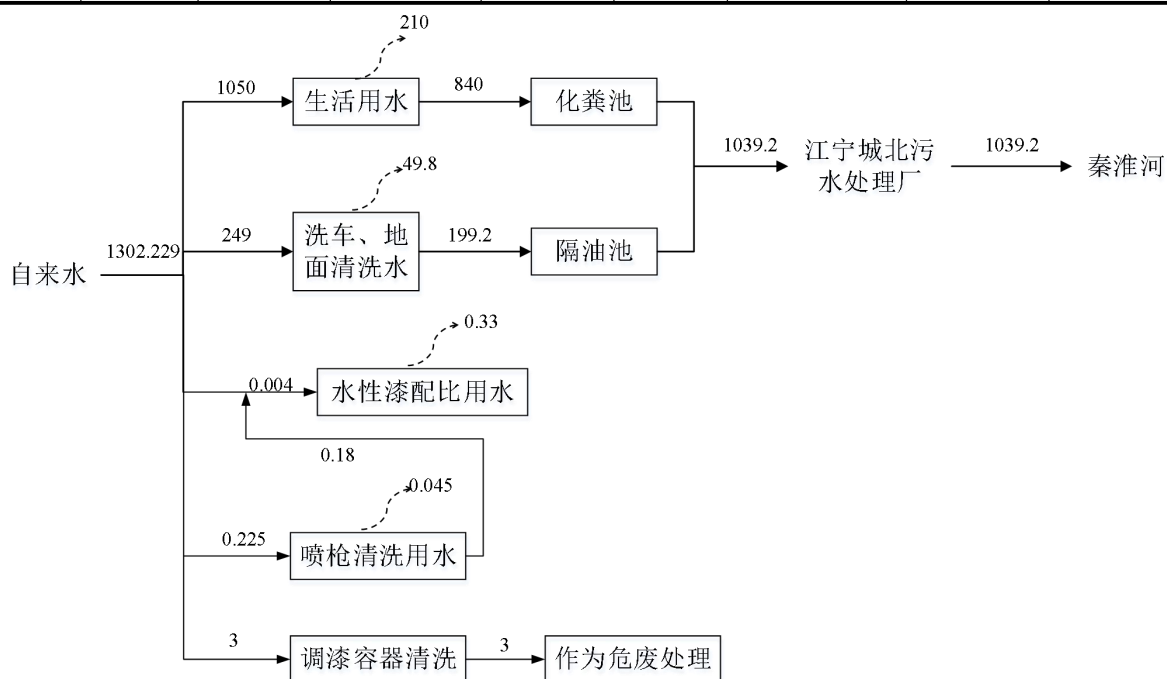 210
1050
生活用水
840
化粪池
1039.2
江宁城北污
水处理厂
1039.2
秦淮河
49.8
249
洗车、地
面清洗水
199.2
隔油池
1302.229
自来水
0.33
0.004
水性漆配比用水
0.18
0.045
0.225
喷枪清洗用水
3
调漆容器清洗
3
作为危废处理